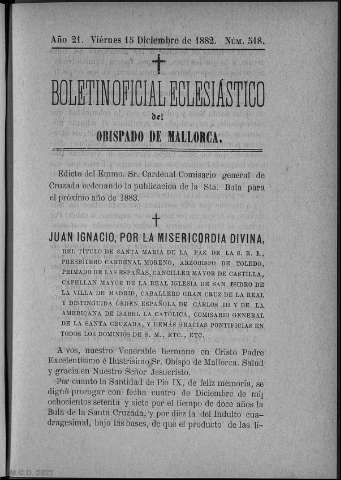 Año 21. Viérnes 15 Diciembre de 1882. NÚM. 518.
BOLETIN OFICIAL ECLESIÁSTICO
del
OBISPADO DE MALLORCA.
Edicto del Emmo. Sr. Cardenal Comisario general de
Cruzada ordenando la publicacion de la Sta. Bula para
el próximo año de 1883.
JUAN IGNACIO, POR LA MISERICORDIA DIVINA,
DEL TÍTULO DE SANTA MARIA DE LA PAZ DE LA S. R. I.,
PRESBITERO CARDENAL MORENO, ARZOBISPO DE TOLEDO,
PRIMADO DE LAS ESPAÑAS, CANCILLER MAYOR DE CASTILLA,
CAPELLAN MAYOR DE LA REAL IGLESIA DE SAN ISIDRO DE
LA VILLA DE MADRID, CABALLERO GRAN CRUZ DE LA REAL
Y DISTINGUIDA ÓRDEN ESPAÑOLA DE CARLOS III Y DE LA
AMERICANA DE ISABEL LA CATÓLICA, COMISARIO GENERAL
DE LA SANTA CRUZADA, Y DEMAS GRACIAS PONTIFICIAS EN
TODOS LOS DOMINIOS DE S. M., ETC., ETC.
A vos, nuestro Venerable hermano en Cristo Padre
Excelentísimo é Ilustrísimo Sr. Obispo de Mallorca. Salud
y gracia en Nuestro Señor Jesucristo.
Por cuanto la Santidad de Pio IX, de feliz memoria, se
dignó prorogar con fecha cuatro de Diciembre de mil
ochocientos setenta y siete por el tiempo de doce años la
Bula de la Santa Cruzada, y por diez la del Indulto cua-
dragesimal, bajo las bases, de que el producto de las li-